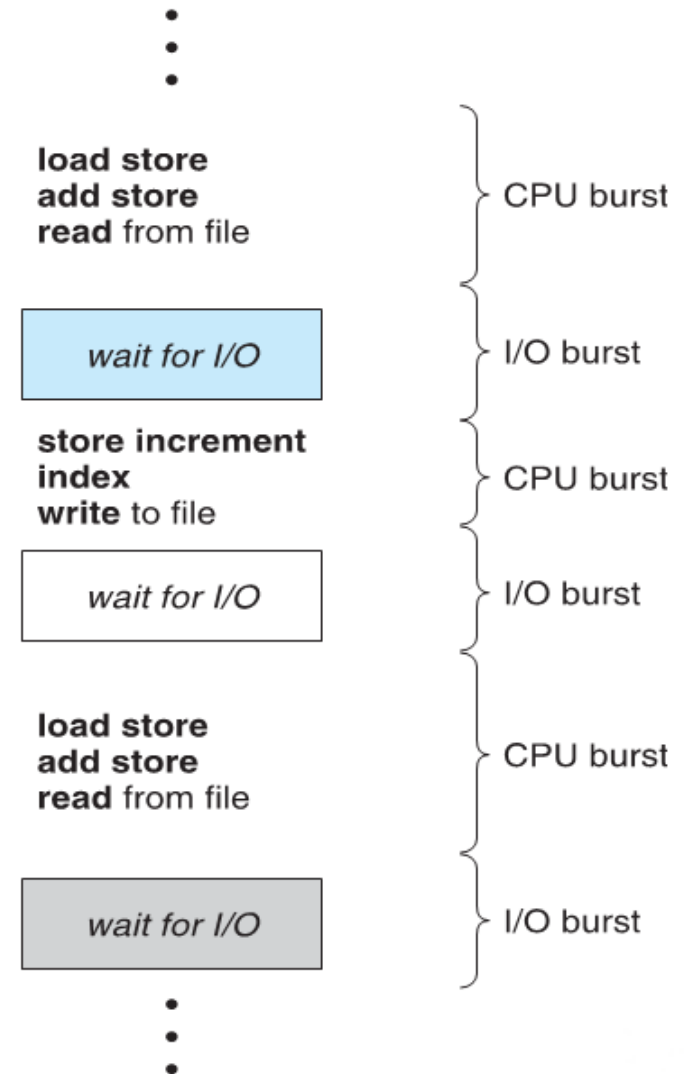 load store
add store
read from file
CPU burst
wait for I/O
I/O burst
store increment
index
write to file
CPU burst
wait for I/O
I/O burst
load store
add store
read from file
CPU burst
wait for I/O
I/O burst